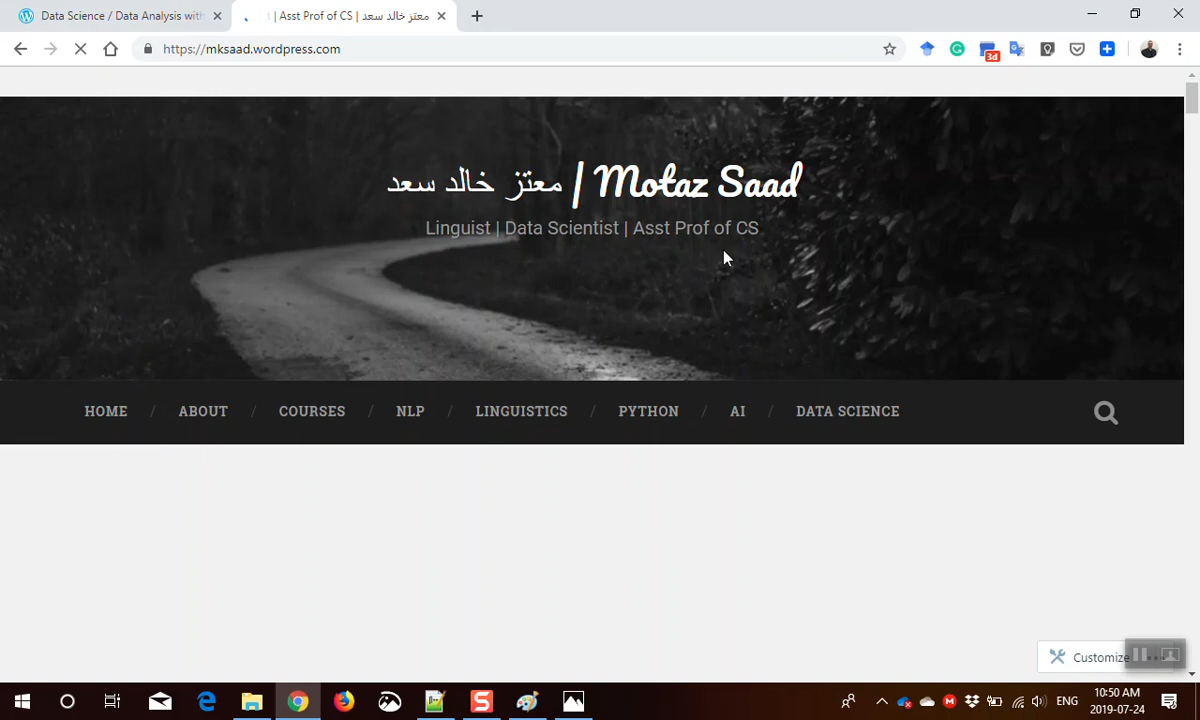 Data Science / Data Analysis with
| Asst Prof of CS | معتز خالد سعد
https://mksaad.wordpress.com
3d
معتز خالد سعد | Motaz Saad
Linguist | Data Scientist | Asst Prof of CS
HOME / ABOUT / COURSES / NLP / LINGUISTICS / PYTHON / AI / DATA SCIENCE
Customize
ENG
10:50 AM
2019-07-24